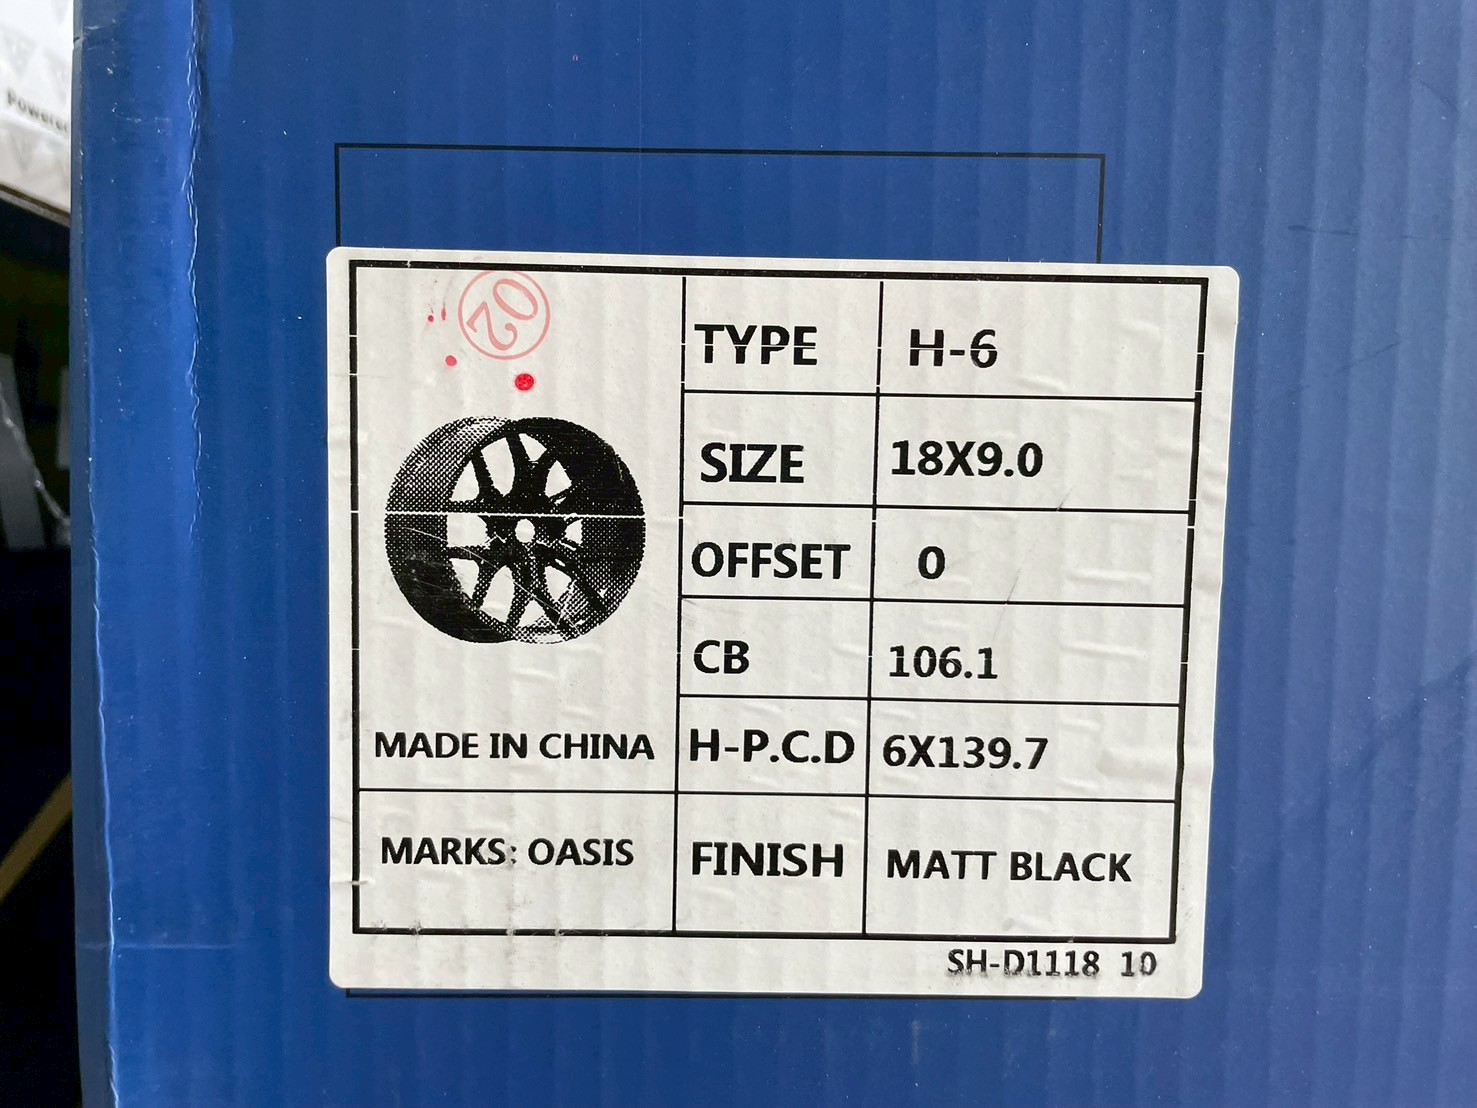 Powered
02
TYPE H-6
SIZE 18X9.0
OFFSET 0
CB 106.1
MADE IN CHINA H-P.C.D 6X139.7
MARKS: OASIS FINISH MATT BLACK
SH-D1118 10